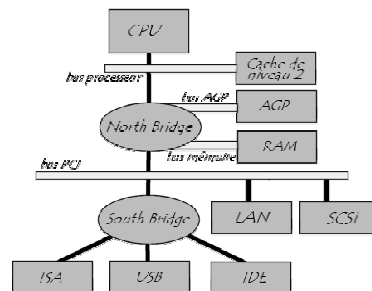 CPU
Cache de
niveau 2
bus processeur
bus AGP
AGP
North Bridge
RAM
bus mémoire
bus PCI
South Bridge
LAN
SCSI
ISA
USB
IDE